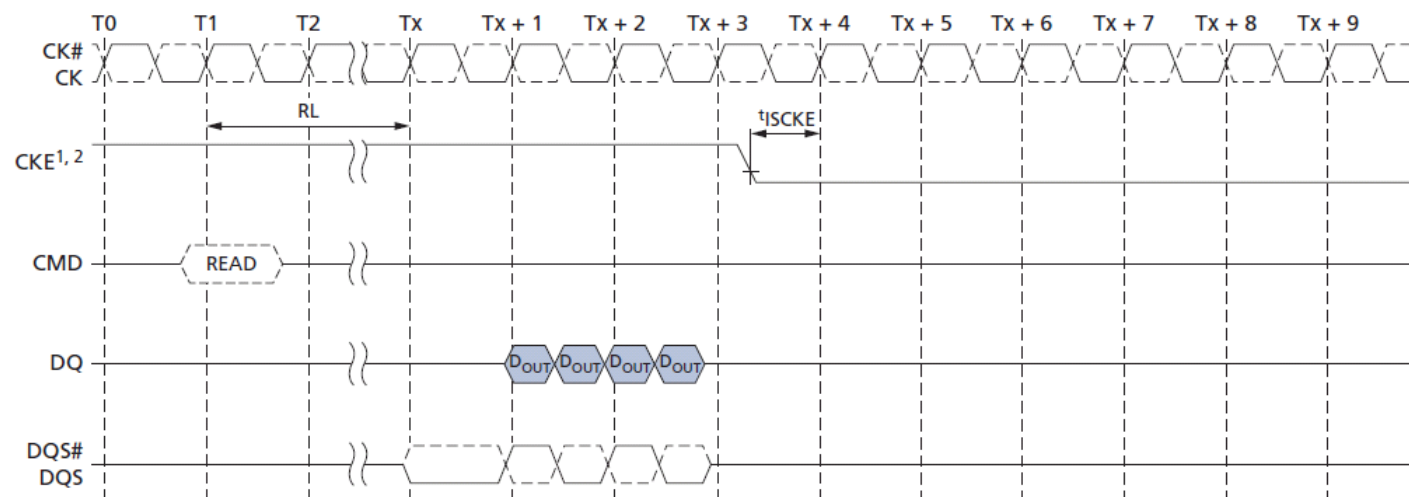 T0 T1 T2 Tx Tx + 1 Tx + 2 Tx + 3 Tx + 4 Tx + 5 Tx + 6 Tx + 7 Tx + 8 Tx + 9
CK#
CK
RL
tISCKE
CKE1, 2
CMD READ
DQ DOUT DOUT DOUT DOUT
DQS#
DQS